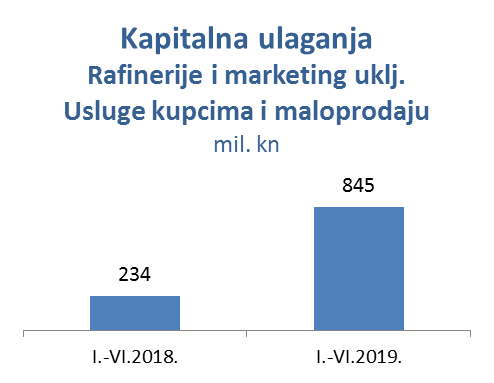 Kapitalna ulaganja
Rafinerije i marketing uklj.
Usluge kupcima i maloprodaju
mil. kn
845
234
I.-VI.2018.
I.-VI.2019.